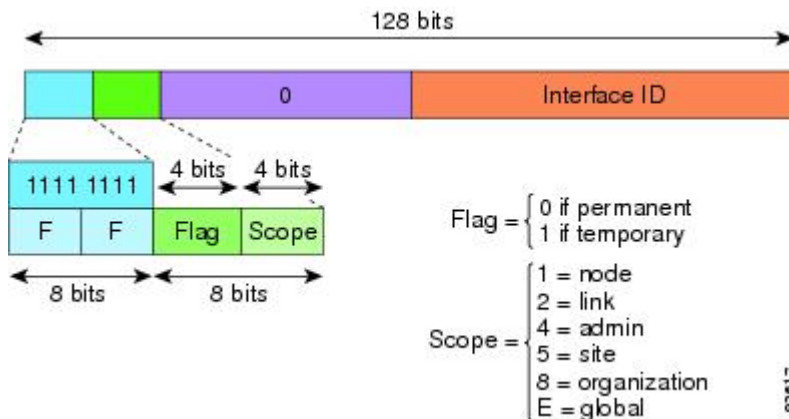 128 bits
0 Interface ID
4 bits 4 bits
1111 1111
F F Flag Scope
8 bits 8 bits
Flag = 0 if permanent
1 if temporary
Scope = 1 = node
2 = link
4 = admin
5 = site
8 = organization
E = global